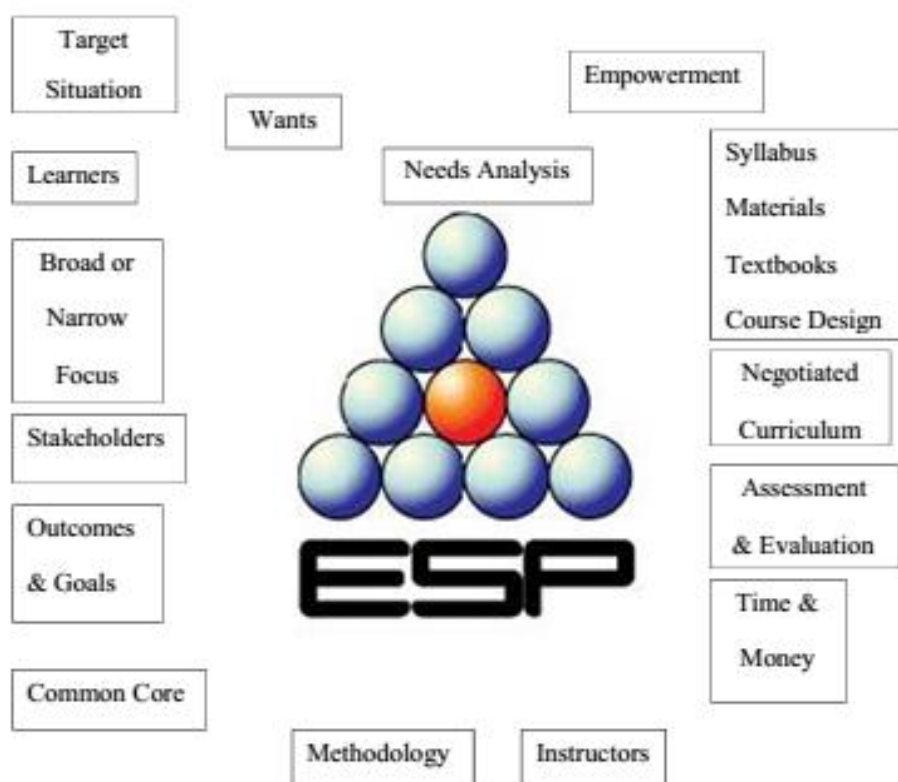 Target
Situation
Empowerment
Wants
Needs Analysis
Learners
Syllabus
Materials
Textbooks
Course Design
Broad or
Narrow
Focus
Negotiated
Curriculum
Stakeholders
Assessment
& Evaluation
Outcomes
& Goals
ESP
Time &
Money
Common Core
Methodology
Instructors